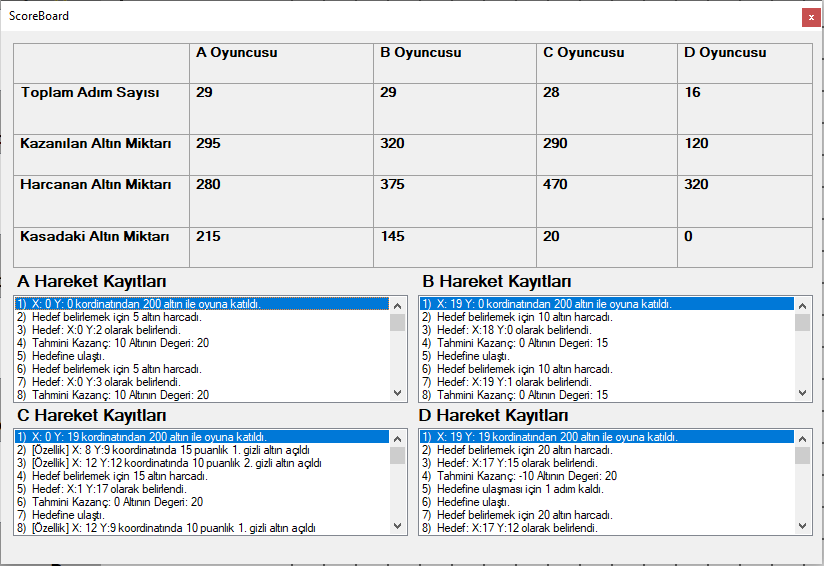 ScoreBoard
x
A Oyuncusu B Oyuncusu C Oyuncusu D Oyuncusu
Toplam Adım Sayısı 29 29 28 16
Kazanılan Altın Miktarı 295 320 290 120
Harcanan Altın Miktarı 280 375 470 320
Kasadaki Altın Miktarı 215 145 20 0
A Hareket Kayıtları
1) X: 0 Y: 0 kordinatından 200 altın ile oyuna katıldı.
2) Hedef belirlemek için 5 altın harcadı.
3) Hedef: X:0 Y:2 olarak belirlendi.
4) Tahmini Kazanç: 10 Altının Degeri: 20
5) Hedefine ulaştı.
6) Hedef belirlemek için 5 altın harcadı.
7) Hedef: X:0 Y:3 olarak belirlendi.
8) Tahmini Kazanç: 10 Altının Degeri: 20
B Hareket Kayıtları
1) X: 19 Y: 0 kordinatından 200 altın ile oyuna katıldı.
2) Hedef belirlemek için 10 altın harcadı.
3) Hedef: X:18 Y:0 olarak belirlendi.
4) Tahmini Kazanç: 0 Altının Degeri: 15
5) Hedefine ulaştı.
6) Hedef belirlemek için 10 altın harcadı.
7) Hedef: X:19 Y:1 olarak belirlendi.
8) Tahmini Kazanç: 0 Altının Degeri: 15
C Hareket Kayıtları
1) X: 0 Y: 19 kordinatından 200 altın ile oyuna katıldı.
2) [Özellik] X: 8 Y:9 koordinatında 15 puanlık 1. gizli altın açıldı
3) [Özellik] X: 12 Y:12 koordinatında 10 puanlık 2. gizli altın açıldı
4) Hedef belirlemek için 15 altın harcadı.
5) Hedef: X:1 Y:17 olarak belirlendi.
6) Tahmini Kazanç: 0 Altının Degeri: 20
7) Hedefine ulaştı.
8) [Özellik] X: 12 Y:9 koordinatında 10 puanlık 1. gizli altın açıldı
D Hareket Kayıtları
1) X: 19 Y: 19 kordinatından 200 altın ile oyuna katıldı.
2) Hedef belirlemek için 20 altın harcadı.
3) Hedef: X:17 Y:15 olarak belirlendi.
4) Tahmini Kazanç: -10 Altının Degeri: 20
5) Hedefine ulaşması için 1 adım kaldı.
6) Hedefine ulaştı.
7) Hedef belirlemek için 20 altın harcadı.
8) Hedef: X:17 Y:12 olarak belirlendi.